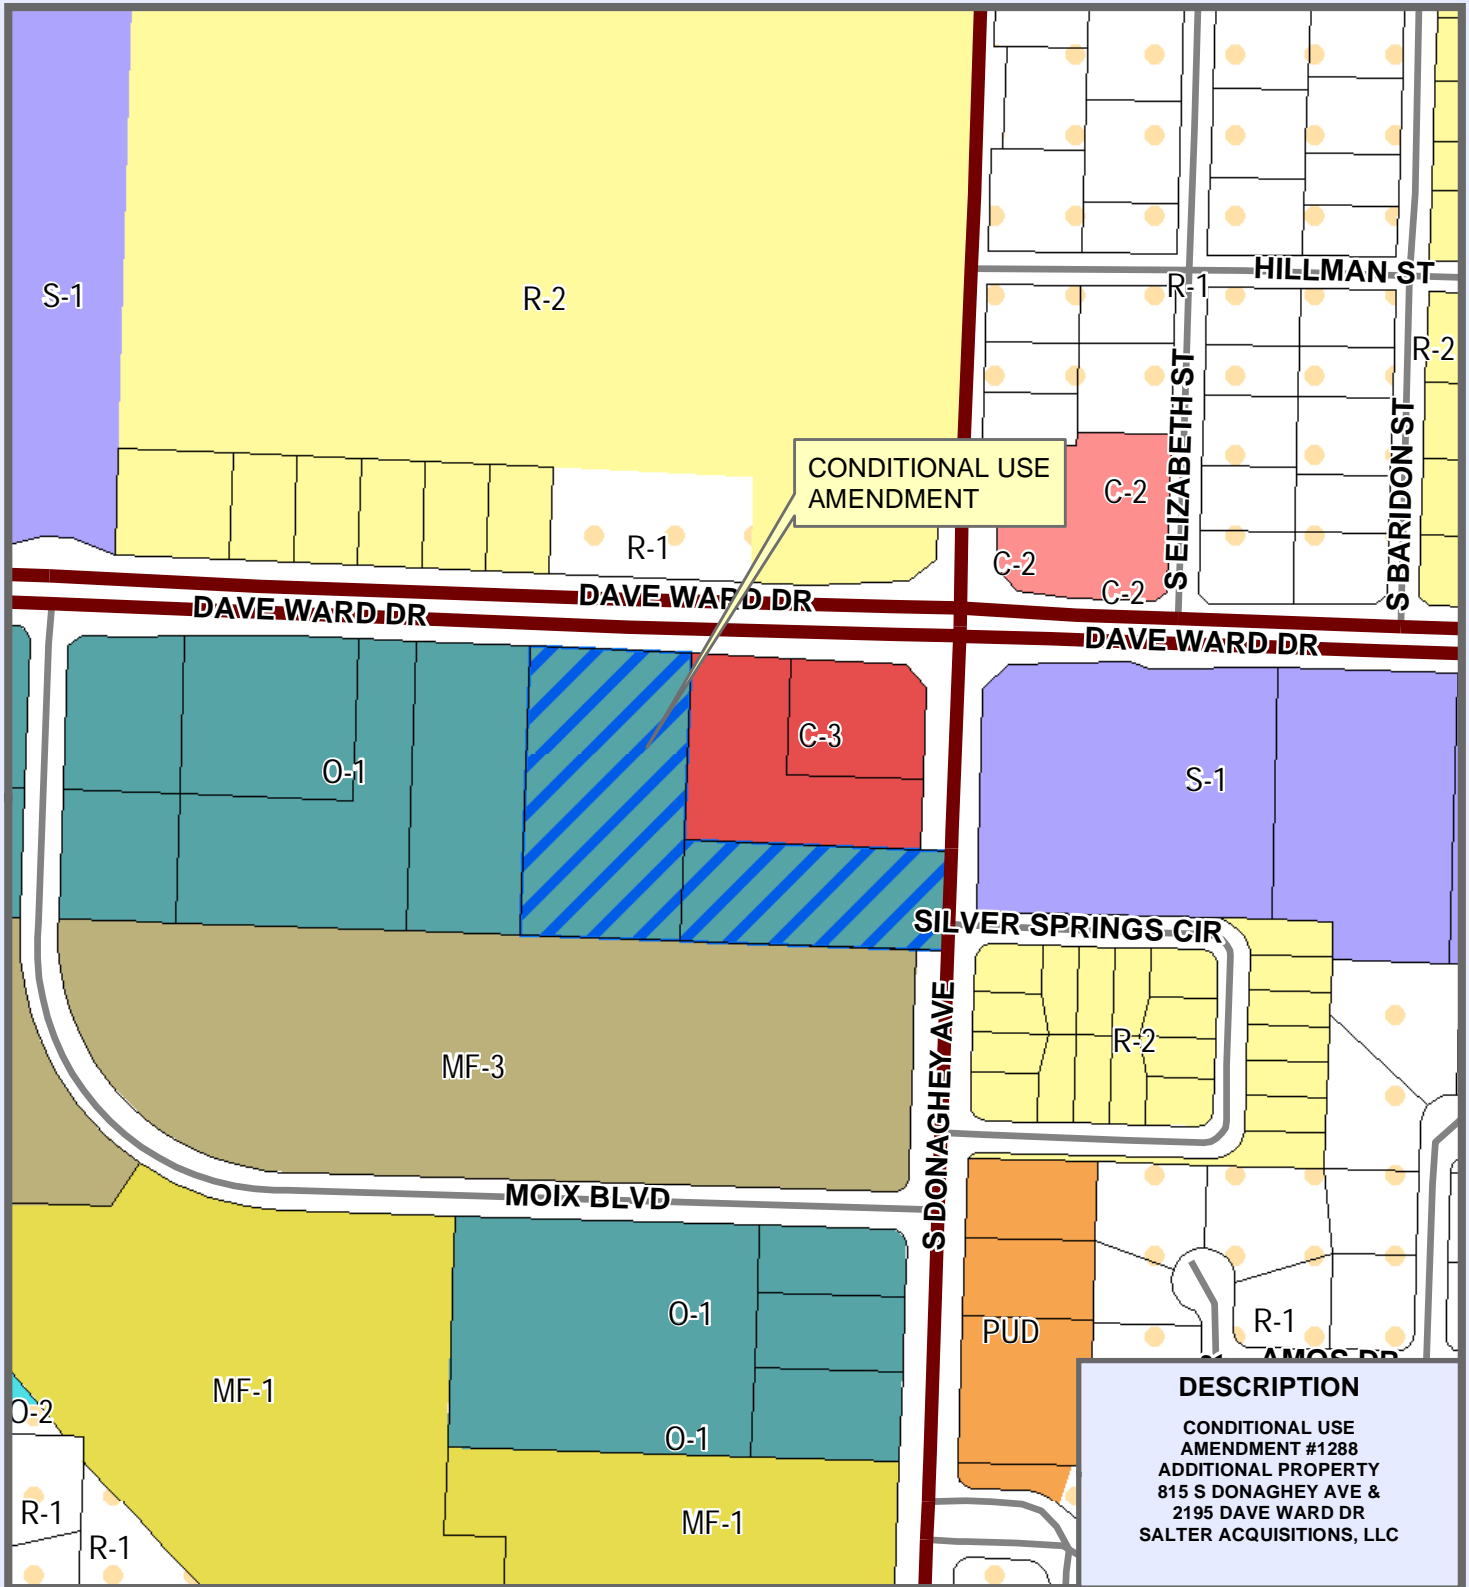 HILLMAN ST
R-1
S-1
R-2
R-2
S ELIZABETH ST
S BARIDON ST
CONDITIONAL USE
AMENDMENT
C-2
R-1
C-2
C-2
DAVE WARD DR
DAVE WARD DR
DAVE WARD DR
C-3
O-1
S-1
SILVER SPRINGS CIR
R-2
MF-3
S DONAGHEY AVE
MOIX BLVD
O-1
PUD
R-1
AMOS DR
MF-1
O-2
O-1
R-1
MF-1
R-1
DESCRIPTION
CONDITIONAL USE
AMENDMENT #1288
ADDITIONAL PROPERTY
815 S DONAGHEY AVE &
2195 DAVE WARD DR
SALTER ACQUISITIONS, LLC